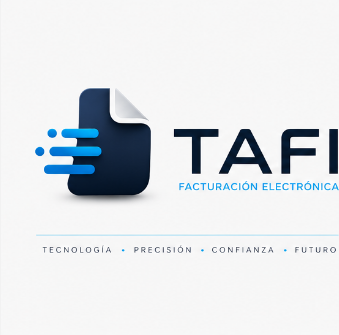 TAFI
FACTURACIÓN ELECTRÓNICA
TECNOLOGÍA • PRECISIÓN • CONFIANZA • FUTURO